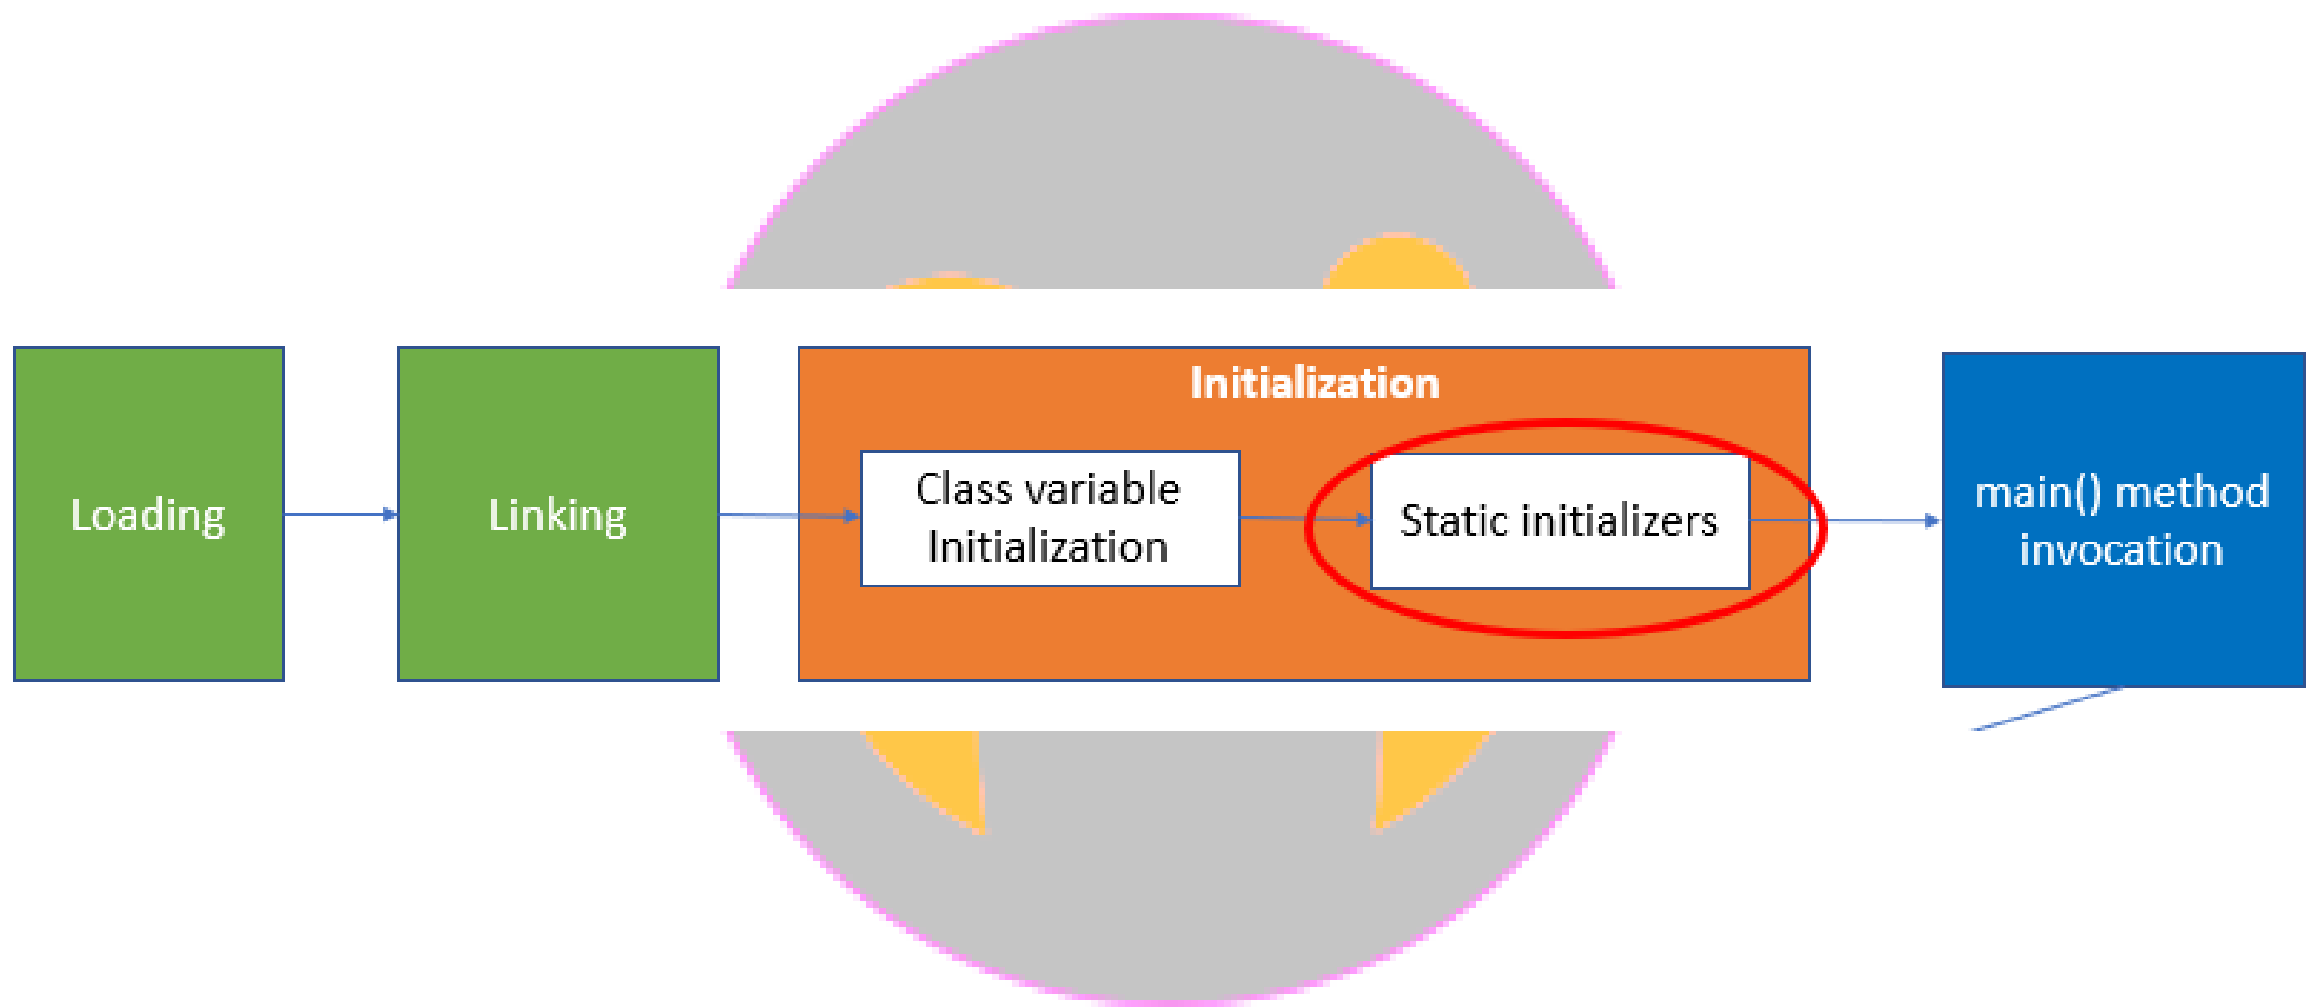 Loading
Linking
Initialization
Class variable
Initialization
Static initializers
main() method
invocation